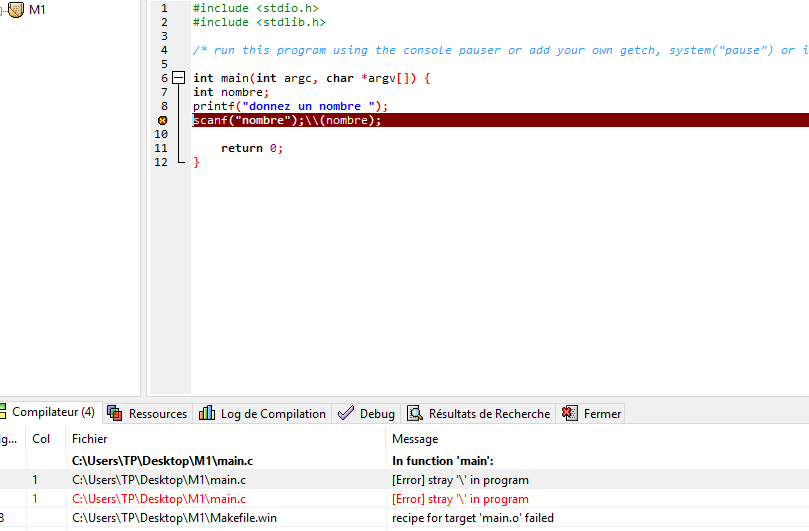 M1
1 #include <stdio.h>
2 #include <stdlib.h>
3
4 /* run this program using the console pauser or add your own getch, system("pause") or i
5
6 int main(int argc, char *argv[]) {
7 int nombre;
8 printf("donnez un nombre ");
scanf("nombre");\\(nombre);
10
11 return 0;
12 }
Compilateur (4) Ressources Log de Compilation Debug Résultats de Recherche Fermer
ig... Col Fichier Message
C:\Users\TP\Desktop\M1\main.c In function 'main':
1 C:\Users\TP\Desktop\M1\main.c [Error] stray '\' in program
1 C:\Users\TP\Desktop\M1\main.c [Error] stray '\' in program
8 C:\Users\TP\Desktop\M1\Makefile.win recipe for target 'main.o' failed